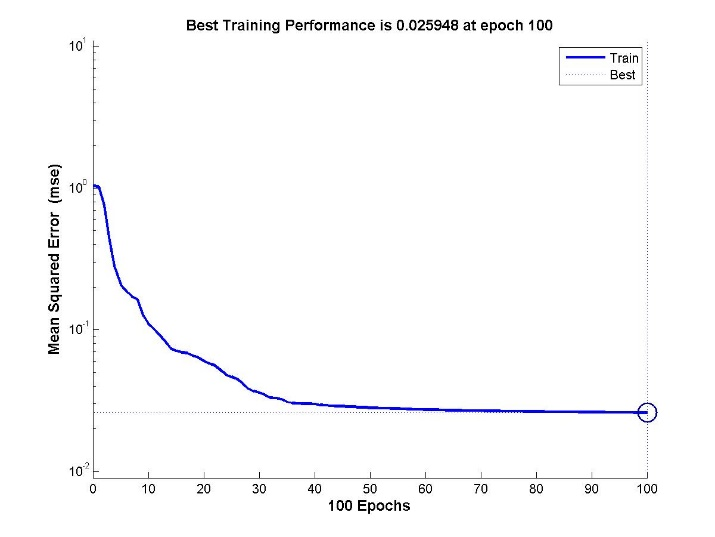 Best Training Performance is 0.025948 at epoch 100
10^1
Train
Best
10^0
10^-1
10^-2
Mean Squared Error (mse)
0 10 20 30 40 50 60 70 80 90 100
100 Epochs